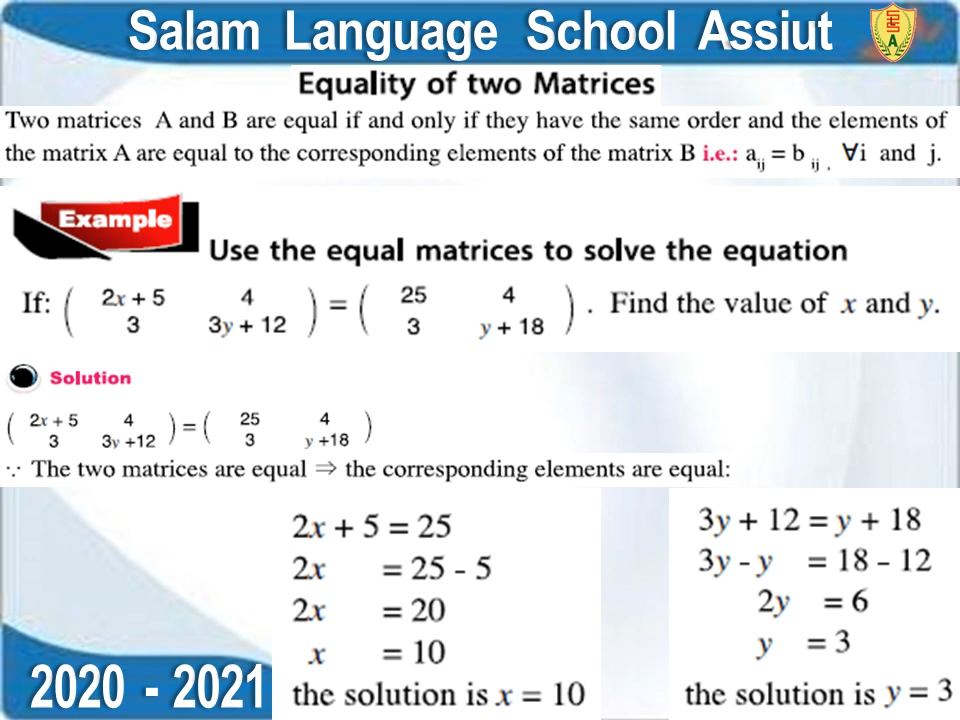 Salam Language School Assiut
Equality of two Matrices
Two matrices A and B are equal if and only if they have the same order and the elements of
the matrix A are equal to the corresponding elements of the matrix B i.e.: a_ij = b_ij , ∀i and j.
Example
Use the equal matrices to solve the equation
If: ( 2x + 5 4 ) = ( 25 4 ) . Find the value of x and y.
3 3y + 12 3 y + 18
Solution
( 2x + 5 4 ) = ( 25 4 )
3 3y +12 3 y +18
∵ The two matrices are equal ⇒ the corresponding elements are equal:
2x + 5 = 25
2x = 25 - 5
2x = 20
x = 10
the solution is x = 10
3y + 12 = y + 18
3y - y = 18 - 12
2y = 6
y = 3
the solution is y = 3
2020 - 2021